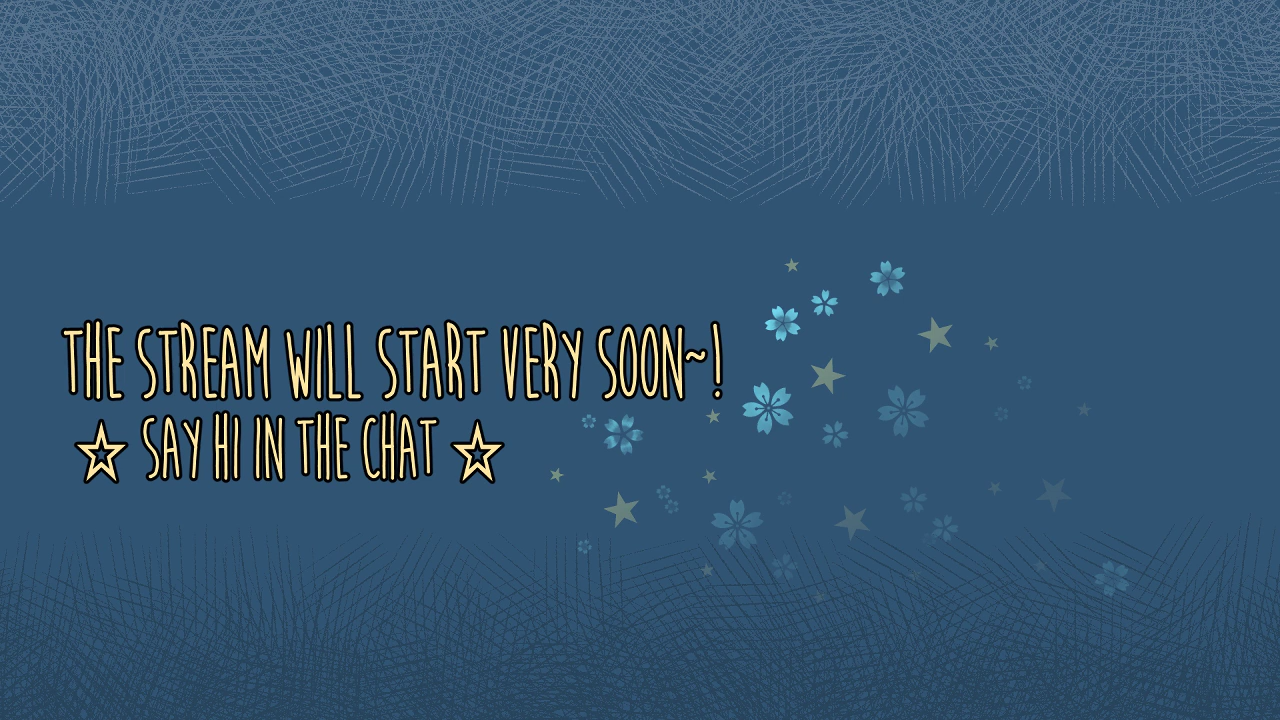 THE STREAM WILL START VERY SOON~!
☆ SAY HI IN THE CHAT ☆